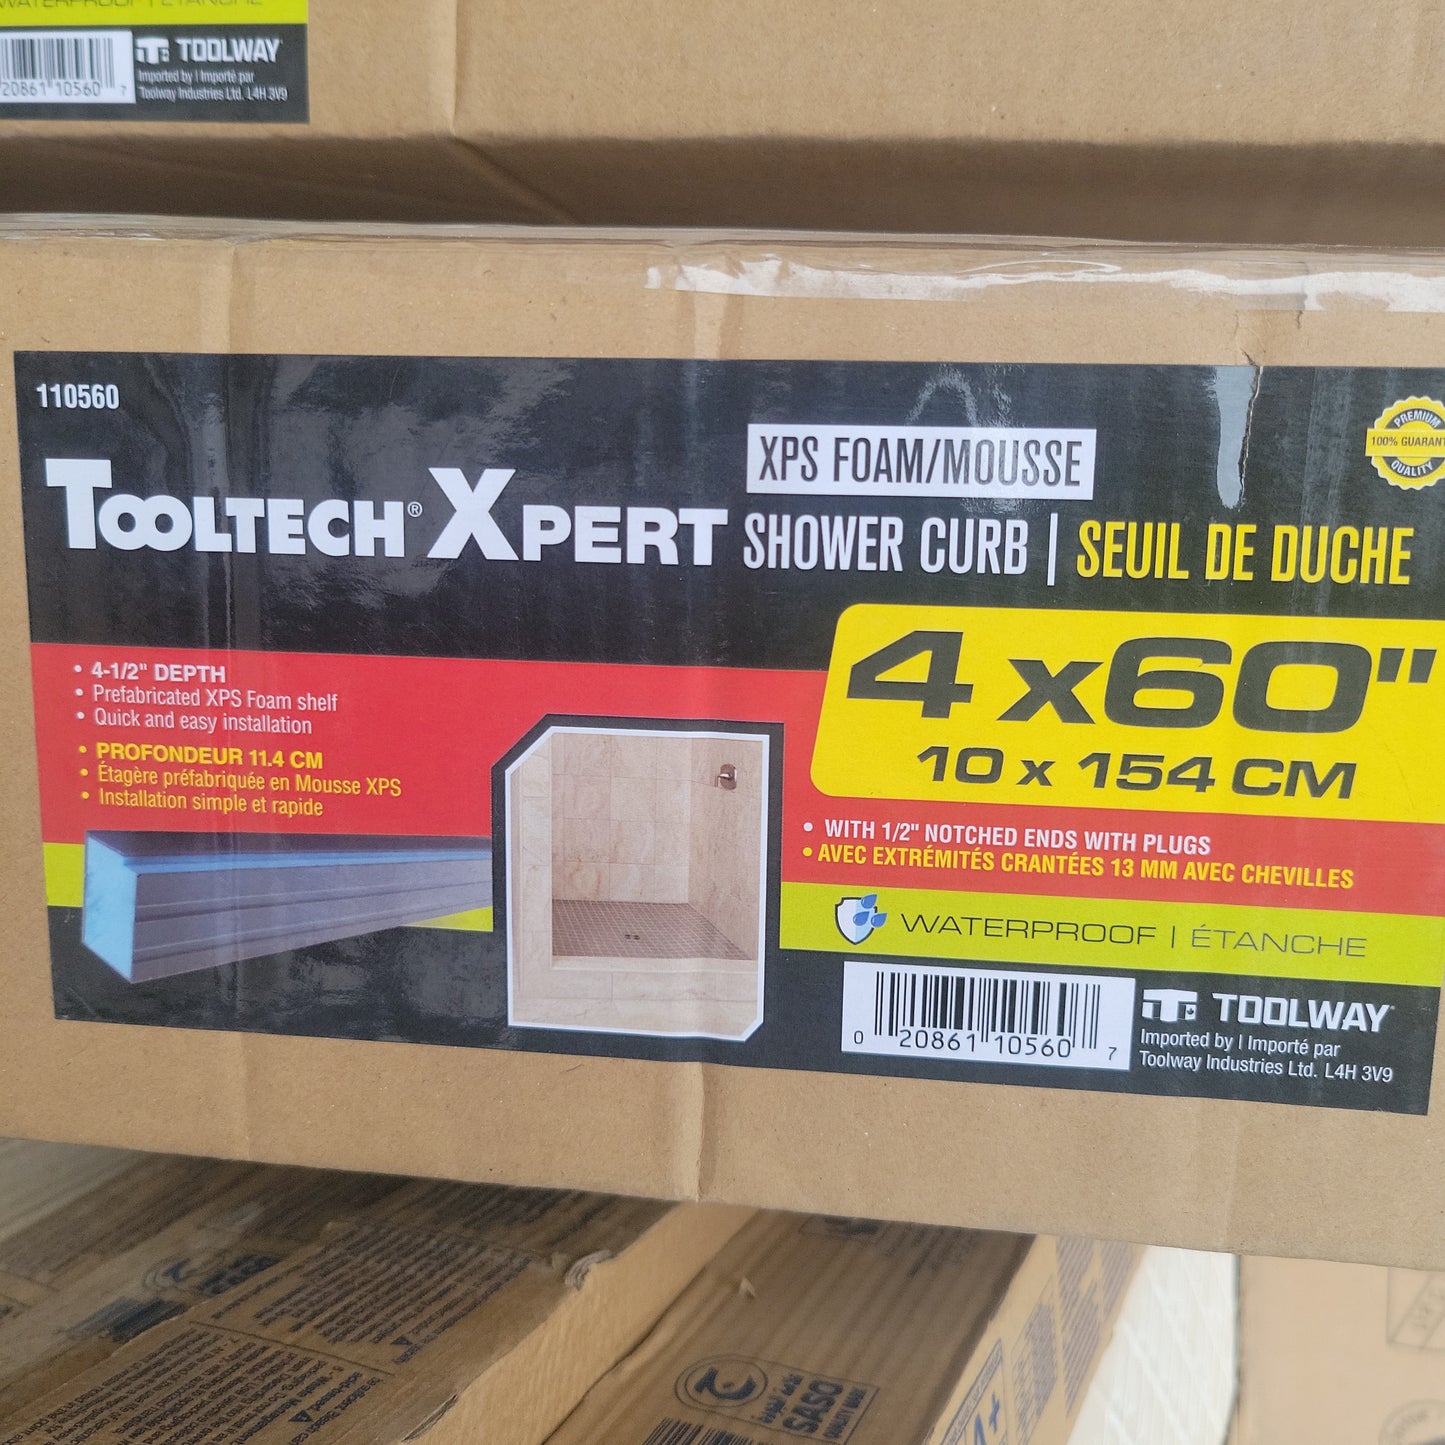 WATERPROOF | ÉTANCHE
TOOLWAY
Imported by | Importé par
Toolway Industries Ltd. L4H 3V9
20861 10560 7
110560
TOOLTECH® XPERT
XPS FOAM/MOUSSE
SHOWER CURB | SEUIL DE DUCHE
PREMIUM
100% GUARANT
QUALITY
4 x 60"
10 x 154 CM
• 4-1/2" DEPTH
• Prefabricated XPS Foam shelf
• Quick and easy installation
• PROFONDEUR 11.4 CM
• Étagère préfabriquée en Mousse XPS
• Installation simple et rapide
• WITH 1/2" NOTCHED ENDS WITH PLUGS
• AVEC EXTRÉMITÉS CRANTÉES 13 MM AVEC CHEVILLES
WATERPROOF | ÉTANCHE
0 20861 10560 7
TOOLWAY
Imported by | Importé par
Toolway Industries Ltd. L4H 3V9
SASO